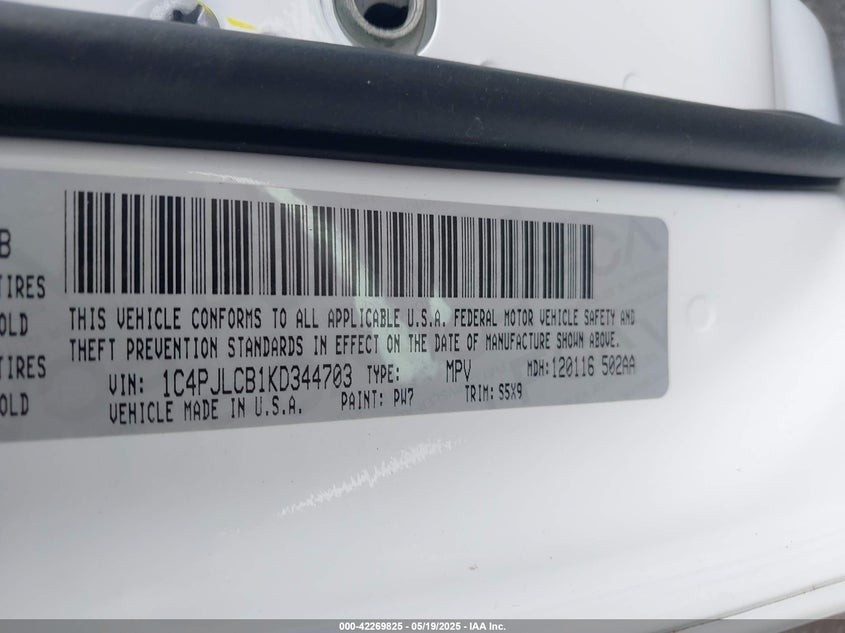 B
TIRES
OLD
TIRES
OLD
THIS VEHICLE CONFORMS TO ALL APPLICABLE U.S.A. FEDERAL MOTOR VEHICLE SAFETY AND
THEFT PREVENTION STANDARDS IN EFFECT ON THE DATE OF MANUFACTURE SHOWN ABOVE.
VIN: 1C4PJLCB1KD344703 TYPE: MPV MDH:120116 502AA
VEHICLE MADE IN U.S.A. PAINT: PW7 TRIM: S5X9
000-42269825 - 05/19/2025 - IAA Inc.